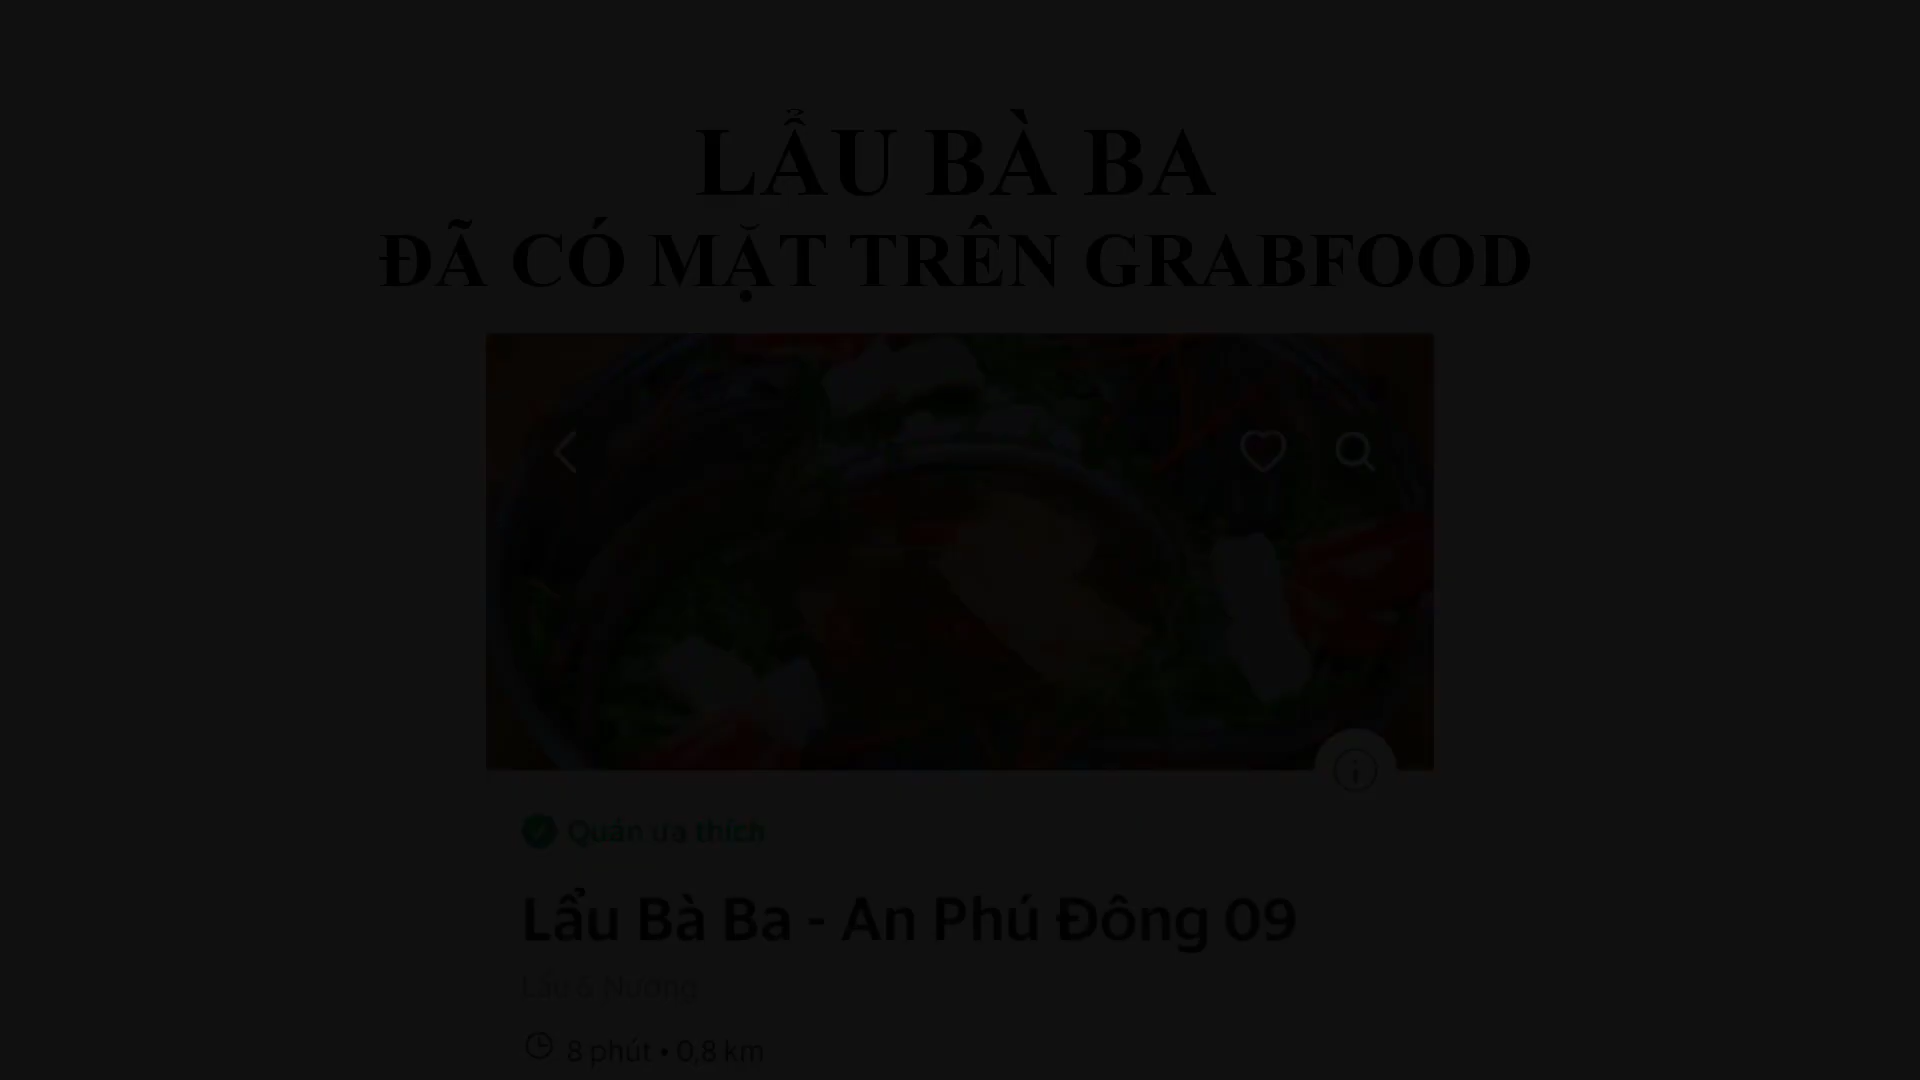 LẨU BÀ BA
ĐÃ CÓ MẶT TRÊN GRABFOOD
Quán ưa thích
Lẩu Bà Ba - An Phú Đông 09
Lẩu & Nướng
8 phút • 0,8 km